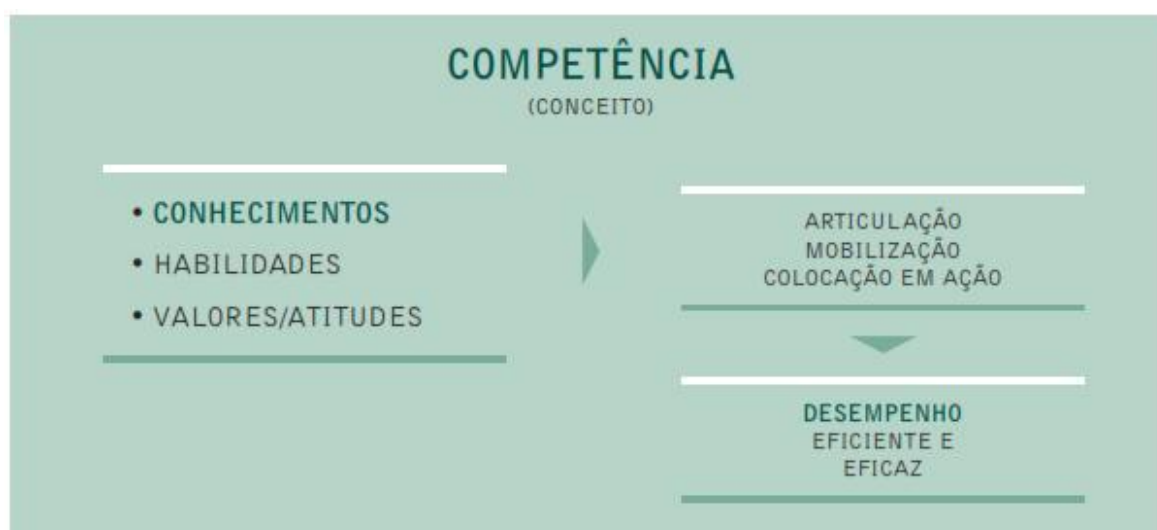 COMPETÊNCIA
(CONCEITO)
• CONHECIMENTOS
• HABILIDADES
• VALORES/ATITUDES
ARTICULAÇÃO
MOBILIZAÇÃO
COLOCAÇÃO EM AÇÃO
DESEMPENHO
EFICIENTE E
EFICAZ